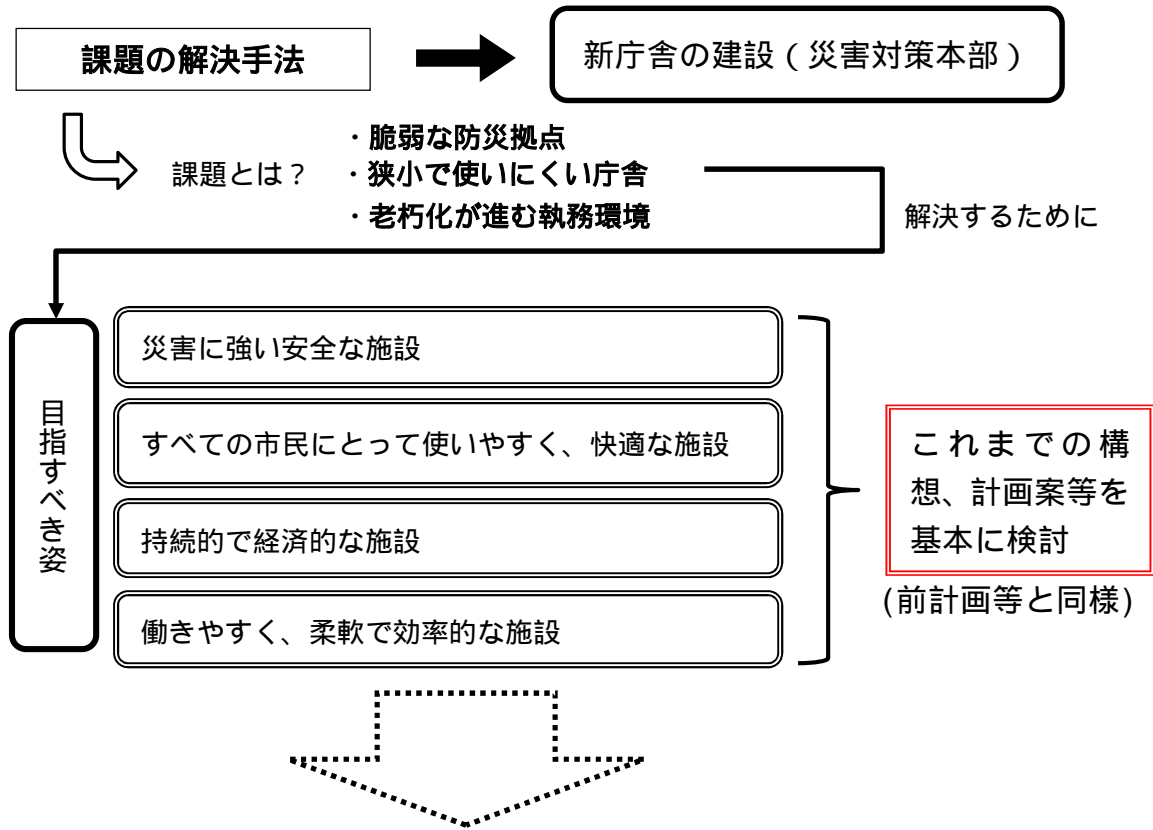 課題の解決手法
新庁舎の建設（災害対策本部）
課題とは？
・脆弱な防災拠点
・狭小で使いにくい庁舎
・老朽化が進む執務環境
解決するために
目指すべき姿
災害に強い安全な施設
すべての市民にとって使いやすく、快適な施設
持続的で経済的な施設
働きやすく、柔軟で効率的な施設
これまでの構
想、計画案等を
基本に検討
(前計画等と同様)